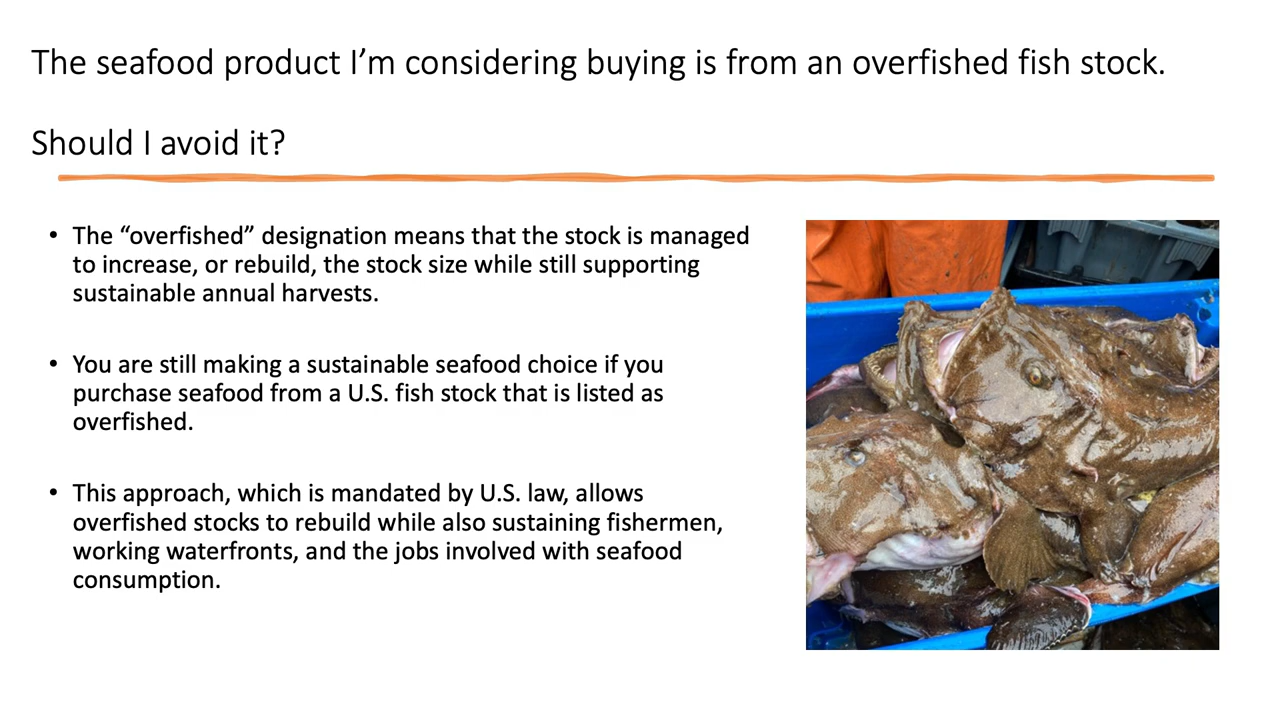 The seafood product I’m considering buying is from an overfished fish stock.
Should I avoid it?
• The “overfished” designation means that the stock is managed
to increase, or rebuild, the stock size while still supporting
sustainable annual harvests.
• You are still making a sustainable seafood choice if you
purchase seafood from a U.S. fish stock that is listed as
overfished.
• This approach, which is mandated by U.S. law, allows
overfished stocks to rebuild while also sustaining fishermen,
working waterfronts, and the jobs involved with seafood
consumption.